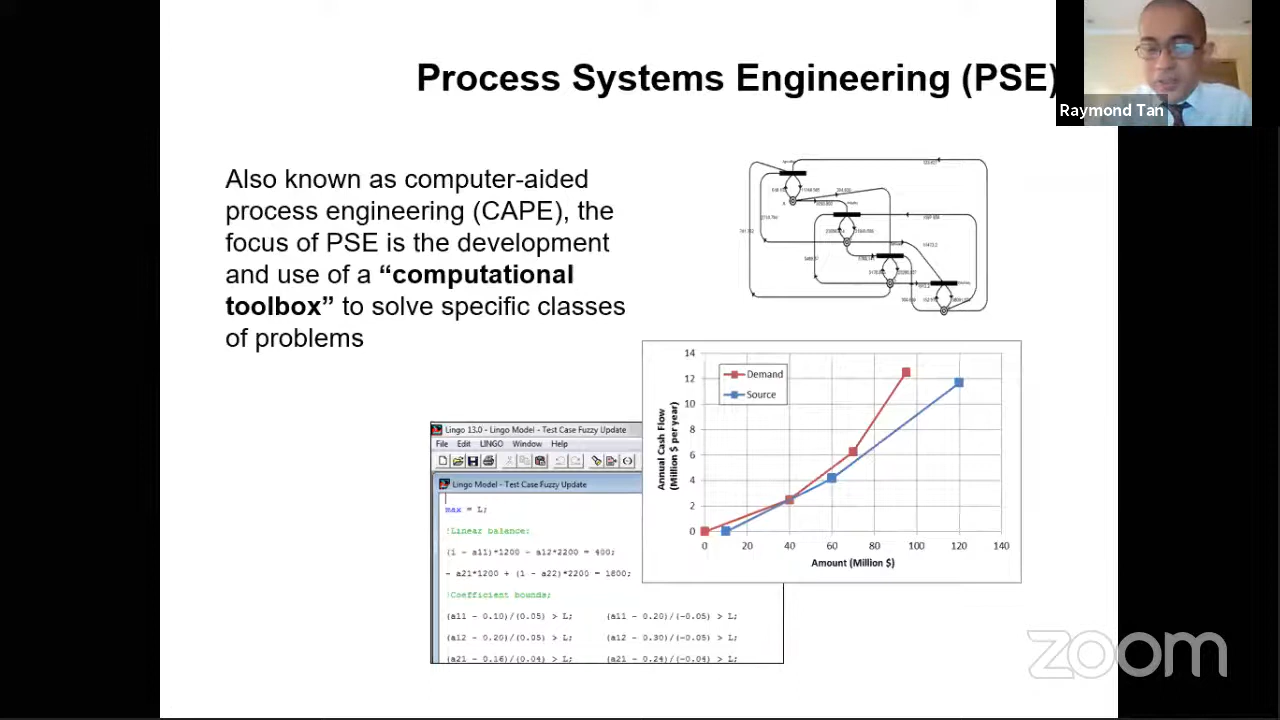 Process Systems Engineering (PSE)
Raymond Tan
Also known as computer-aided
process engineering (CAPE), the
focus of PSE is the development
and use of a “computational
toolbox” to solve specific classes
of problems
14
12
10
8
6
4
2
0
Demand
Source
Annual Cash Flow
(Million $ per year)
0 20 40 60 80 100 120 140
Amount (Million $)
Lingo 13.0 - Lingo Model - Test Case Fuzzy Update
File Edit LINGO Window Help
Lingo Model - Test Case Fuzzy Update
max = L;
!Linear balance;
(1 - a11)*1200 - a12*2200 = 400;
- a21*1200 + (1 - a22)*2200 = 1800;
!Coefficient bounds;
(a11 - 0.10)/(0.05) > L; (a11 - 0.20)/(-0.05) > L;
(a12 - 0.20)/(0.05) > L; (a12 - 0.30)/(-0.05) > L;
(a21 - 0.16)/(0.04) > L; (a21 - 0.24)/(-0.04) > L;
zoom